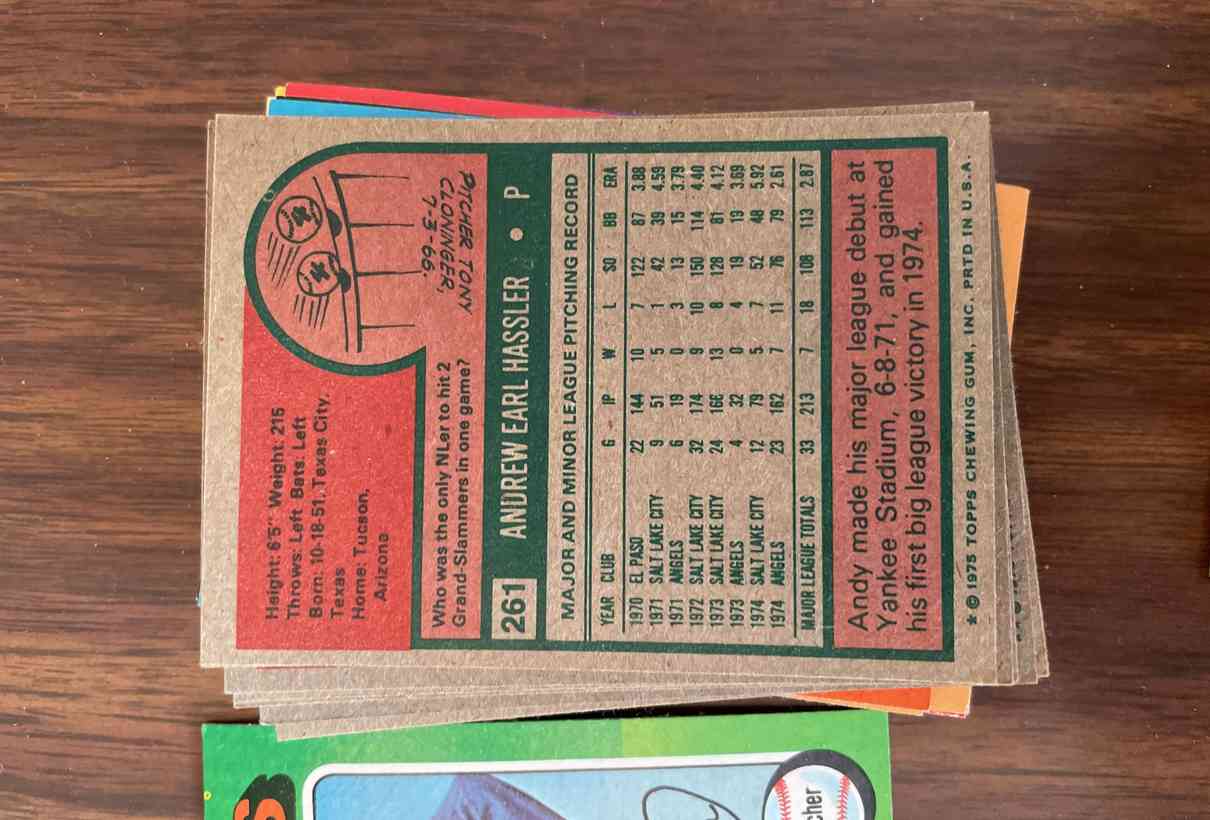 Height: 6'5" Weight: 215
Throws: Left Bats: Left
Born: 10-18-51, Texas City,
Texas
Home: Tucson,
Arizona
Who was the only NLer to hit 2
Grand-Slammers in one game?
PITCHER TONY
CLONINGER,
7-3-66.
261 ANDREW EARL HASSLER • P
MAJOR AND MINOR LEAGUE PITCHING RECORD
YEAR CLUB G IP W L SO BB ERA
1970 EL PASO 22 144 10 7 122 87 3.88
1971 SALT LAKE CITY 9 51 5 1 42 39 4.59
1971 ANGELS 6 19 0 3 13 15 3.79
1972 SALT LAKE CITY 32 174 9 10 150 114 4.40
1973 SALT LAKE CITY 24 166 13 8 128 81 4.12
1973 ANGELS 4 32 0 4 19 19 3.69
1974 SALT LAKE CITY 12 79 5 7 52 48 5.92
1974 ANGELS 23 162 7 11 76 79 2.61
MAJOR LEAGUE TOTALS 33 213 7 18 108 113 2.87
Andy made his major league debut at
Yankee Stadium, 6-8-71, and gained
his first big league victory in 1974.
★©1975 TOPPS CHEWING GUM, INC. PRTD IN U.S.A.
S
cher